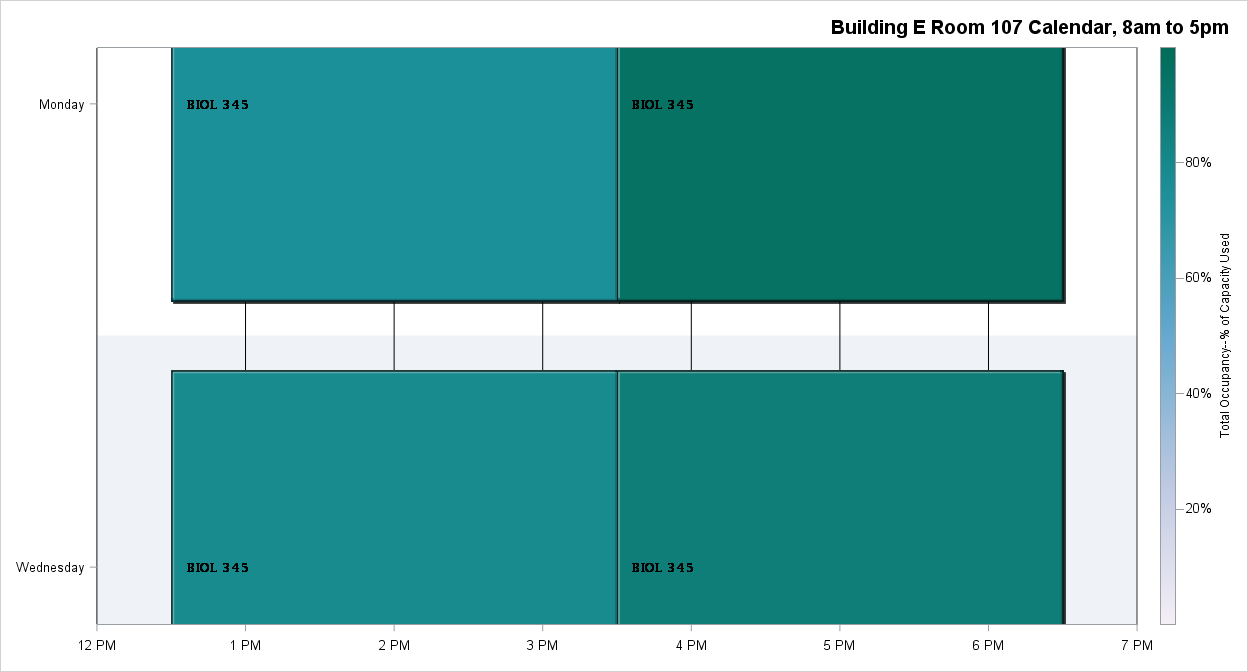 Building E Room 107 Calendar, 8am to 5pm
Monday
BIOL 345
BIOL 345
Wednesday
BIOL 345
BIOL 345
12 PM
1 PM
2 PM
3 PM
4 PM
5 PM
6 PM
7 PM
80%
60%
40%
20%
Total Occupancy--% of Capacity Used